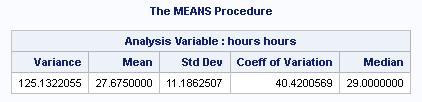 The MEANS Procedure
Analysis Variable : hours hours
Variance Mean Std Dev Coeff of Variation Median
125.1322055 27.6750000 11.1862507 40.4200569 29.0000000